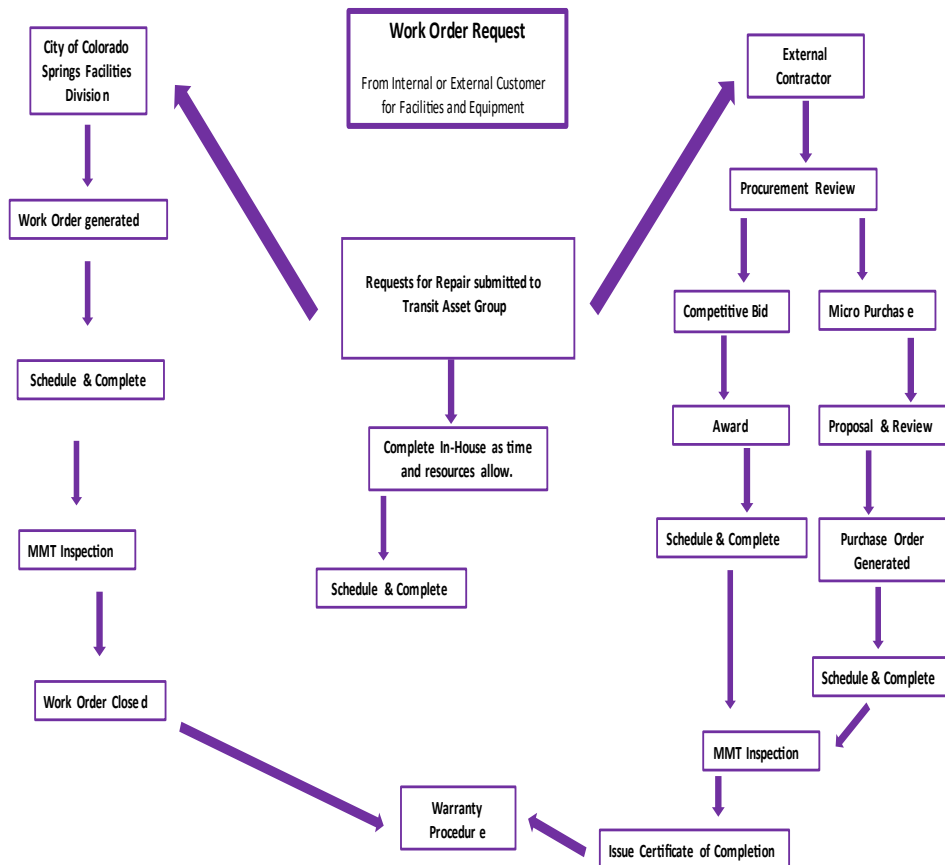 Work Order Request
From Internal or External Customer
for Facilities and Equipment
City of Colorado
Springs Facilities
Division
Work Order generated
Schedule & Complete
MMT Inspection
Work Order Closed
Requests for Repair submitted to
Transit Asset Group
Complete In-House as time
and resources allow.
Schedule & Complete
External
Contractor
Procurement Review
Competitive Bid
Award
Schedule & Complete
Micro Purchase
Proposal & Review
Purchase Order
Generated
Schedule & Complete
MMT Inspection
Issue Certificate of Completion
Warranty
Procedure